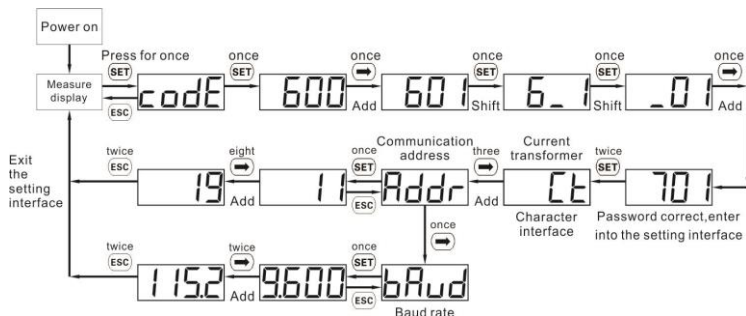 Power on
Press for once
once
once
once
once
once
SET
SET
➡
SET
SET
➡
Measure
display
codE
600
601
6_1
_01
ESC
Add
Shift
Shift
Add
Exit
the
setting
interface
twice
eight
once
Communication
address
three
Current
transformer
twice
ESC
➡
SET
➡
SET
19
11
Addr
Ct
701
Add
ESC
Add
Character
interface
Password correct,enter
into the setting interface
once
➡
twice
twice
once
ESC
➡
SET
115.2
9.600
bAud
Add
ESC
Baud rate